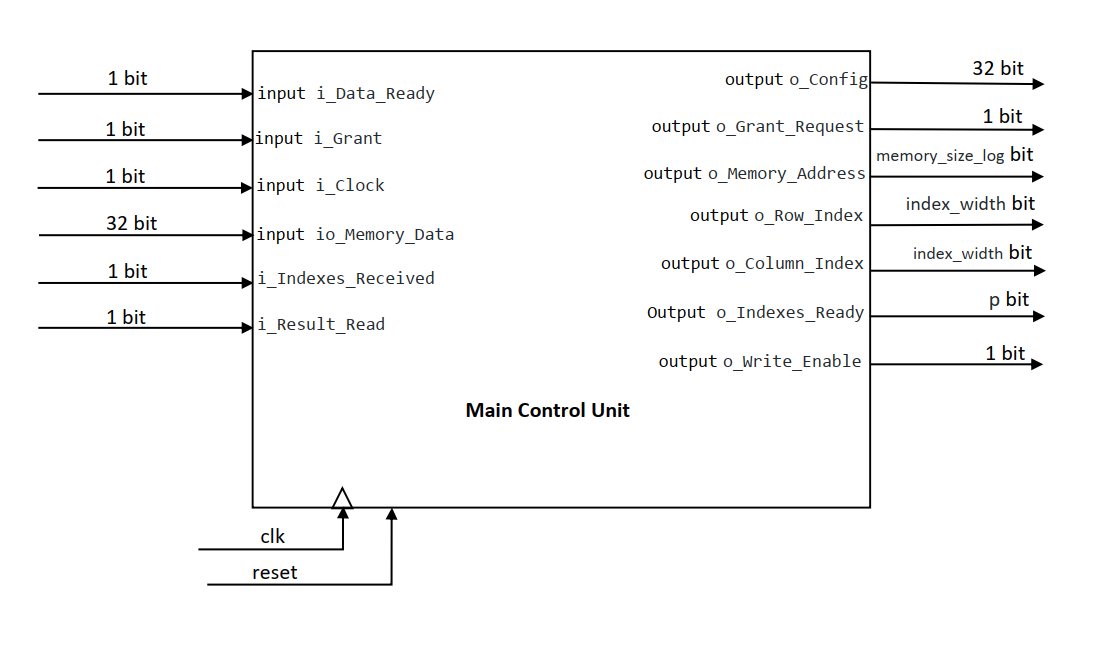 1 bit
input i_Data_Ready
1 bit
input i_Grant
1 bit
input i_Clock
32 bit
input io_Memory_Data
1 bit
i_Indexes_Received
1 bit
i_Result_Read
output o_Config
32 bit
output o_Grant_Request
1 bit
output o_Memory_Address
memory_size_log bit
output o_Row_Index
index_width bit
output o_Column_Index
index_width bit
Output o_Indexes_Ready
p bit
output o_Write_Enable
1 bit
Main Control Unit
clk
reset